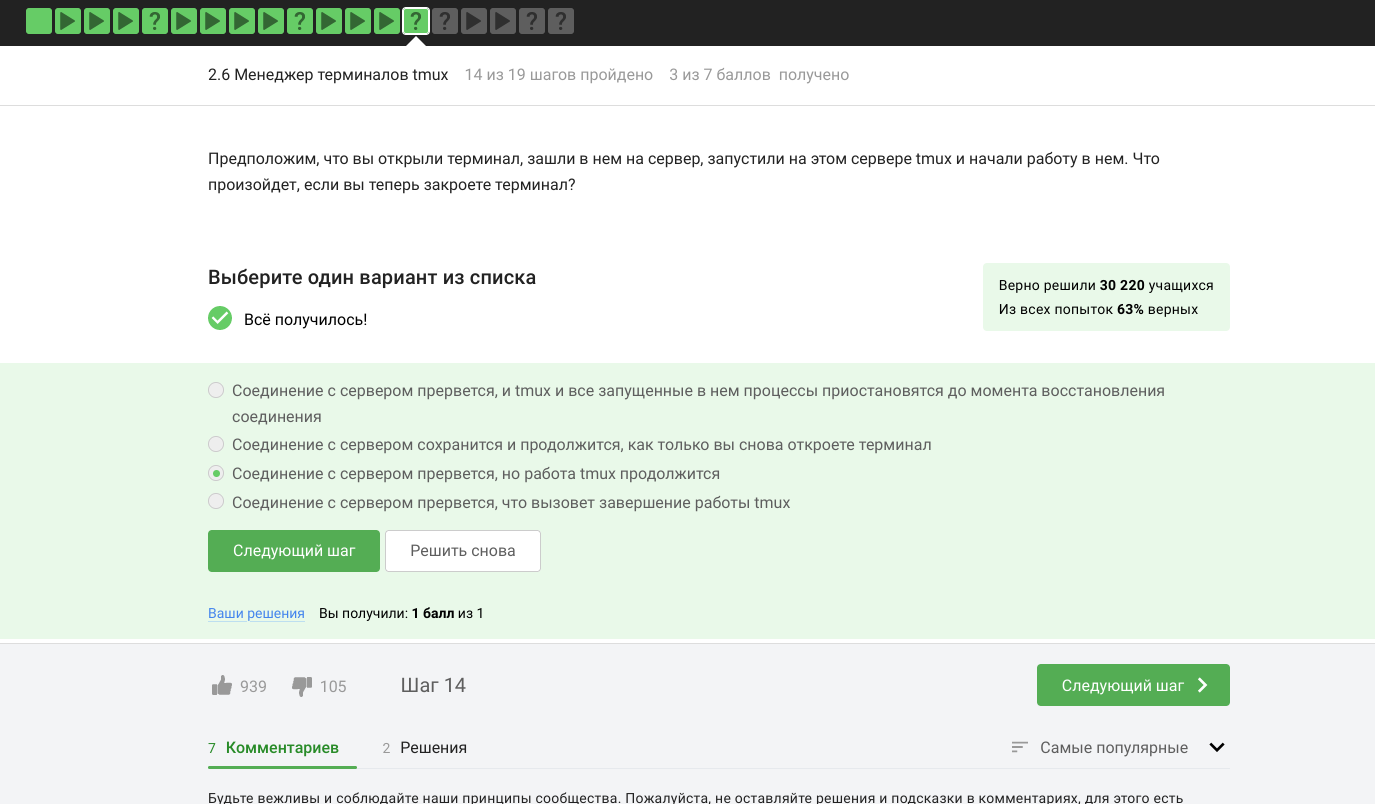 ? ? ? ? ? ?
2.6 Менеджер терминалов tmux 14 из 19 шагов пройдено 3 из 7 баллов получено
Предположим, что вы открыли терминал, зашли в нем на сервер, запустили на этом сервере tmux и начали работу в нем. Что
произойдет, если вы теперь закроете терминал?
Выберите один вариант из списка
Всё получилось!
Верно решили 30 220 учащихся
Из всех попыток 63% верных
Соединение с сервером прервется, и tmux и все запущенные в нем процессы приостановятся до момента восстановления
соединения
Соединение с сервером сохранится и продолжится, как только вы снова откроете терминал
Соединение с сервером прервется, но работа tmux продолжится
Соединение с сервером прервется, что вызовет завершение работы tmux
Следующий шаг Решить снова
Ваши решения Вы получили: 1 балл из 1
939 105 Шаг 14 Следующий шаг
7 Комментариев 2 Решения Самые популярные
Будьте вежливы и соблюдайте наши принципы сообщества. Пожалуйста, не оставляйте решения и подсказки в комментариях, для этого есть